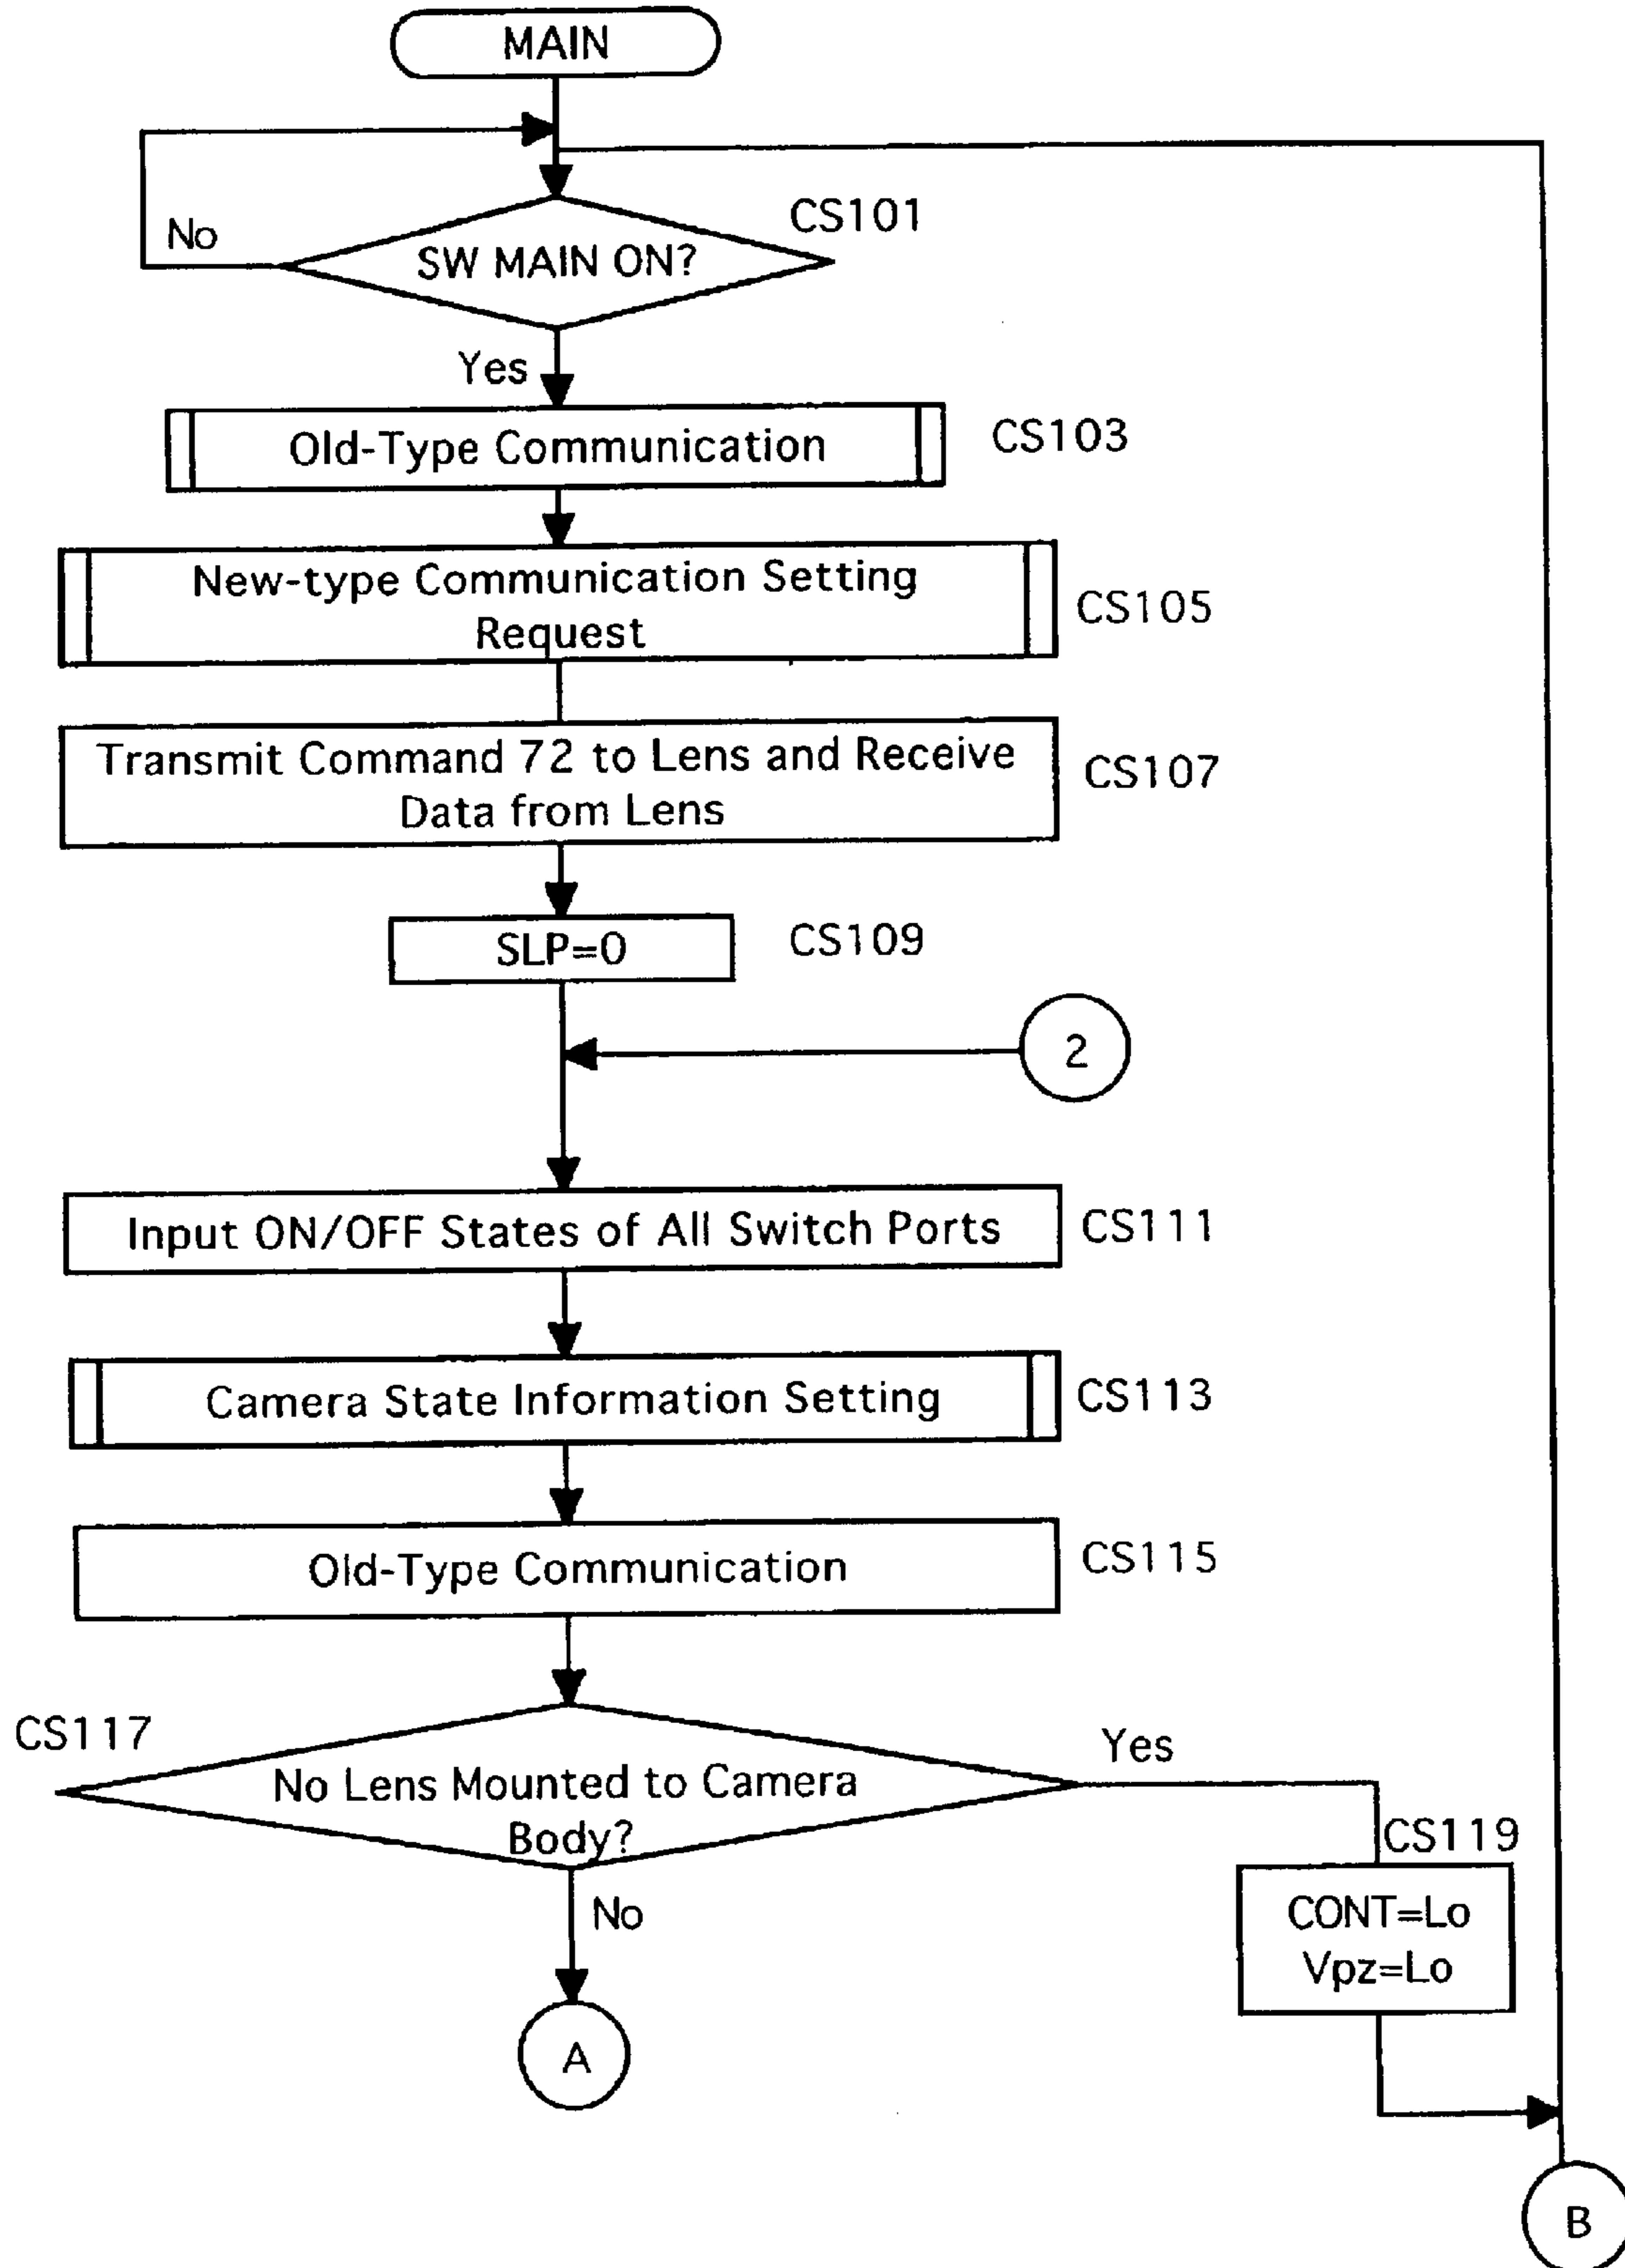 MAIN
CS101
No
SW MAIN ON?
Yes
Old-Type Communication
CS103
New-type Communication Setting
Request
CS105
Transmit Command 72 to Lens and Receive
Data from Lens
CS107
SLP=0
CS109
2
Input ON/OFF States of All Switch Ports
CS111
Camera State Information Setting
CS113
Old-Type Communication
CS115
CS117
No Lens Mounted to Camera
Body?
Yes
CS119
CONT=Lo
Vpz=Lo
No
A
B